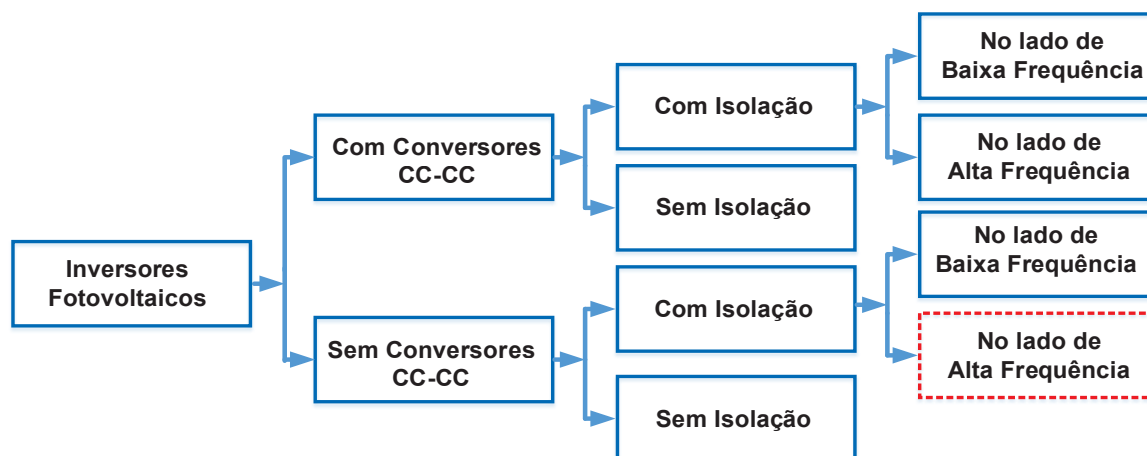 Inversores
Fotovoltaicos
Com Conversores
CC-CC
Com Isolação
No lado de
Baixa Frequência
No lado de
Alta Frequência
Sem Isolação
Sem Conversores
CC-CC
Com Isolação
No lado de
Baixa Frequência
No lado de
Alta Frequência
Sem Isolação